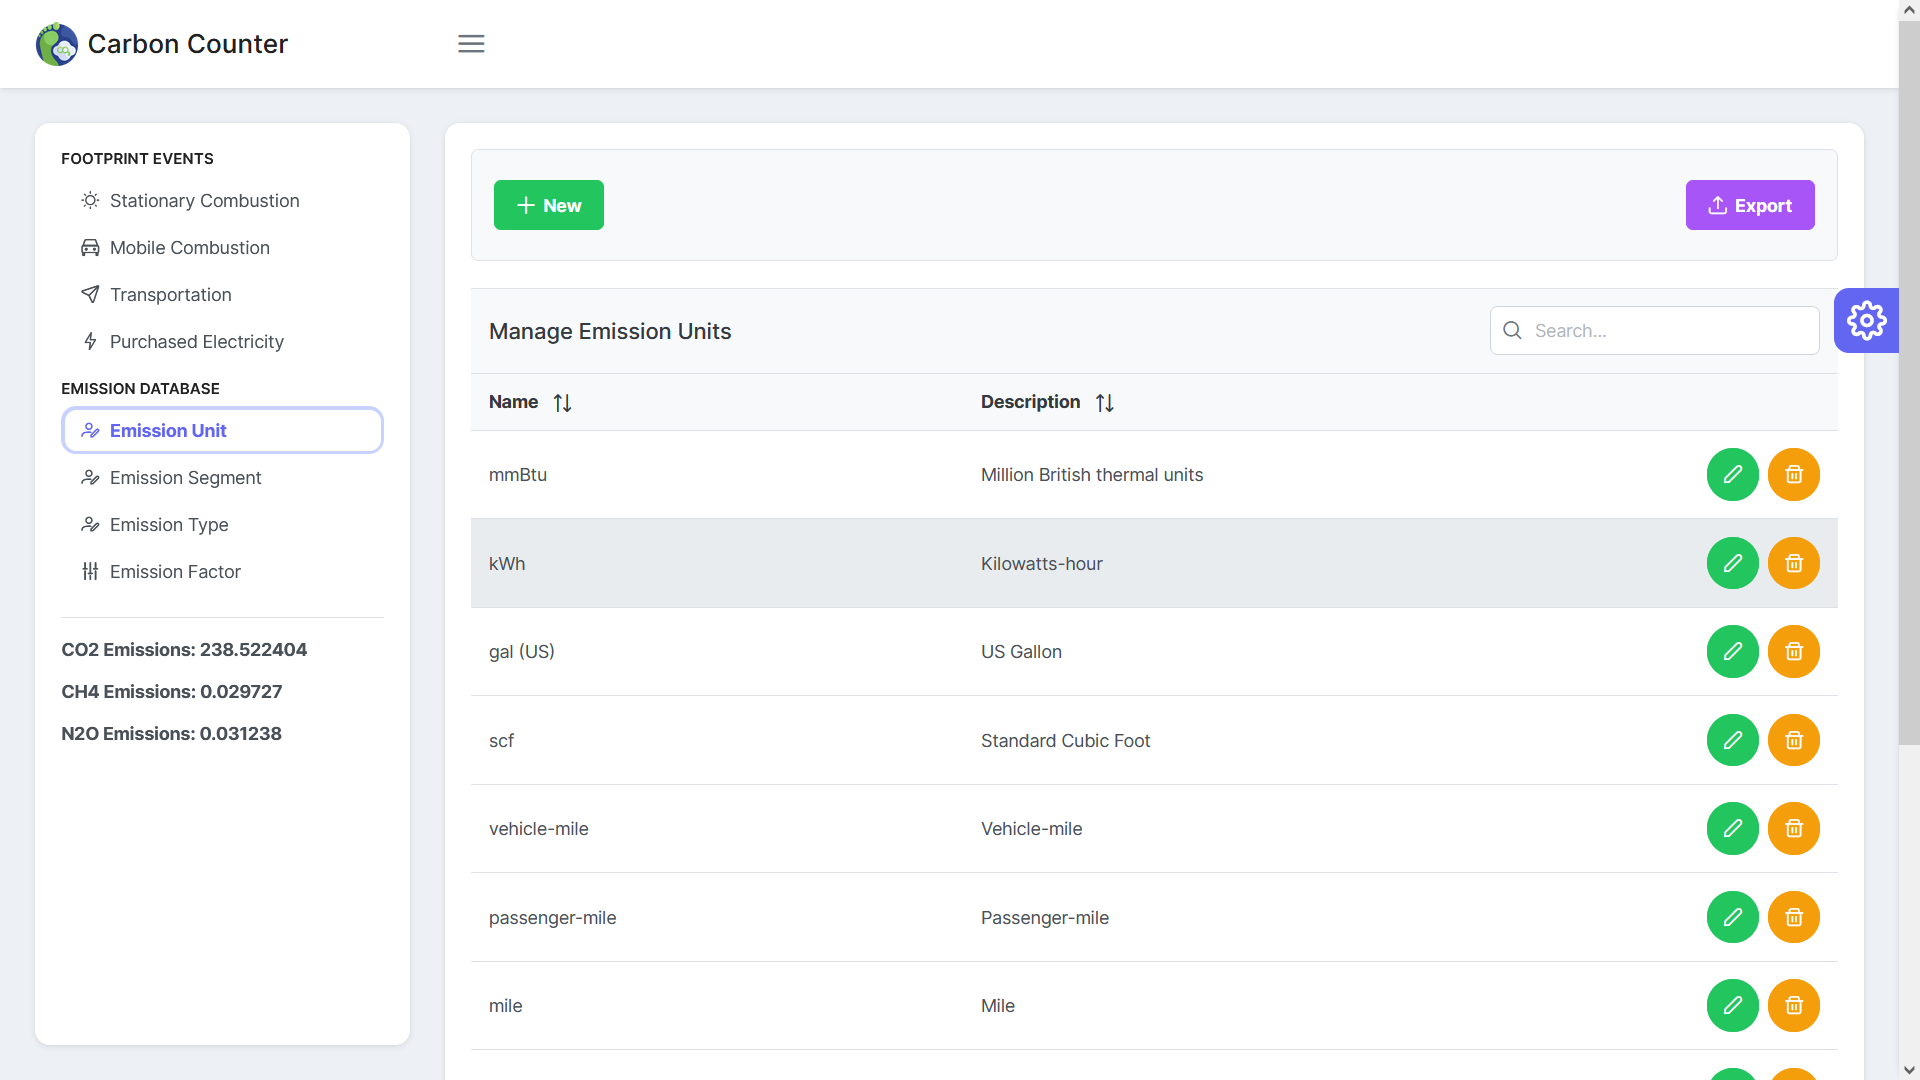 Carbon Counter
FOOTPRINT EVENTS
Stationary Combustion
Mobile Combustion
Transportation
Purchased Electricity
EMISSION DATABASE
Emission Unit
Emission Segment
Emission Type
Emission Factor
CO2 Emissions: 238.522404
CH4 Emissions: 0.029727
N2O Emissions: 0.031238
New
Export
Manage Emission Units
Search...
Name Description
mmBtu Million British thermal units
kWh Kilowatts-hour
gal (US) US Gallon
scf Standard Cubic Foot
vehicle-mile Vehicle-mile
passenger-mile Passenger-mile
mile Mile